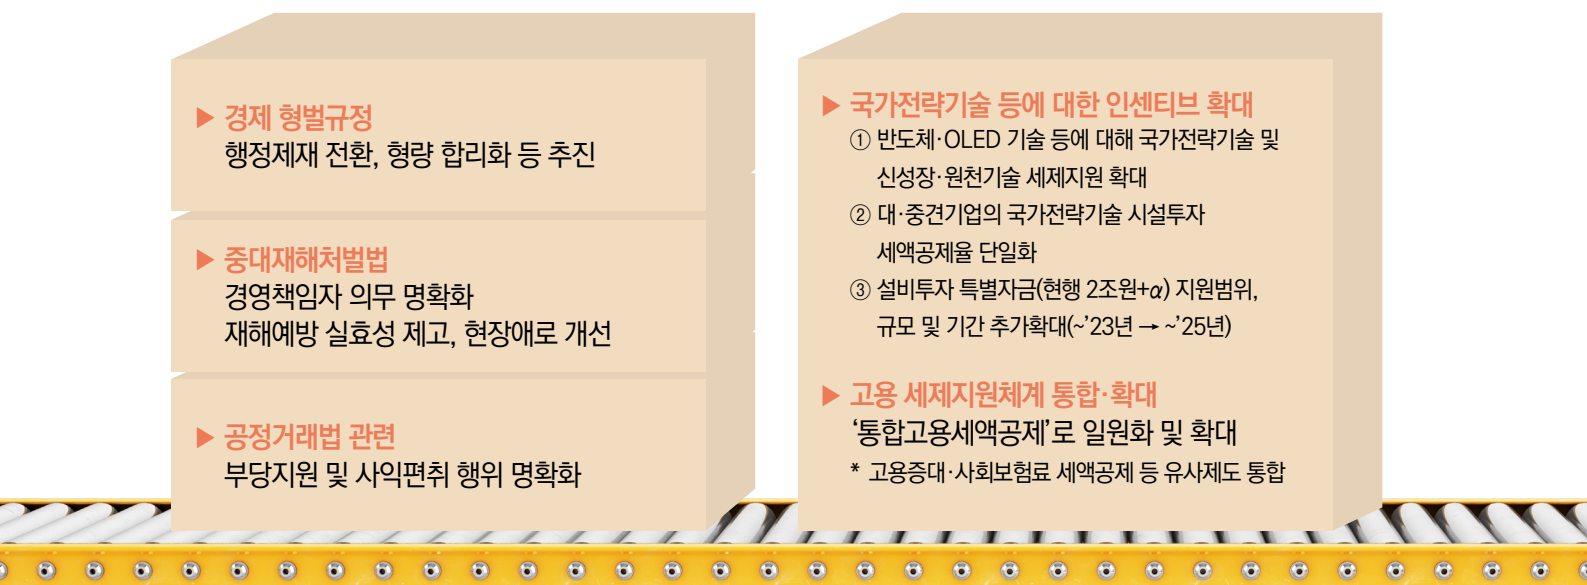 ▶ 경제 형벌규정
행정제재 전환, 형량 합리화 등 추진
▶ 중대재해처벌법
경영책임자 의무 명확화
재해예방 실효성 제고, 현장애로 개선
▶ 공정거래법 관련
부당지원 및 사익편취 행위 명확화
▶ 국가전략기술 등에 대한 인센티브 확대
① 반도체·OLED 기술 등에 대해 국가전략기술 및
신성장·원천기술 세제지원 확대
② 대·중견기업의 국가전략기술 시설투자
세액공제율 단일화
③ 설비투자 특별자금(현행 2조원+α) 지원범위,
규모 및 기간 추가확대(~’23년 → ~’25년)
▶ 고용 세제지원체계 통합·확대
‘통합고용세액공제’로 일원화 및 확대
* 고용증대·사회보험료 세액공제 등 유사제도 통합